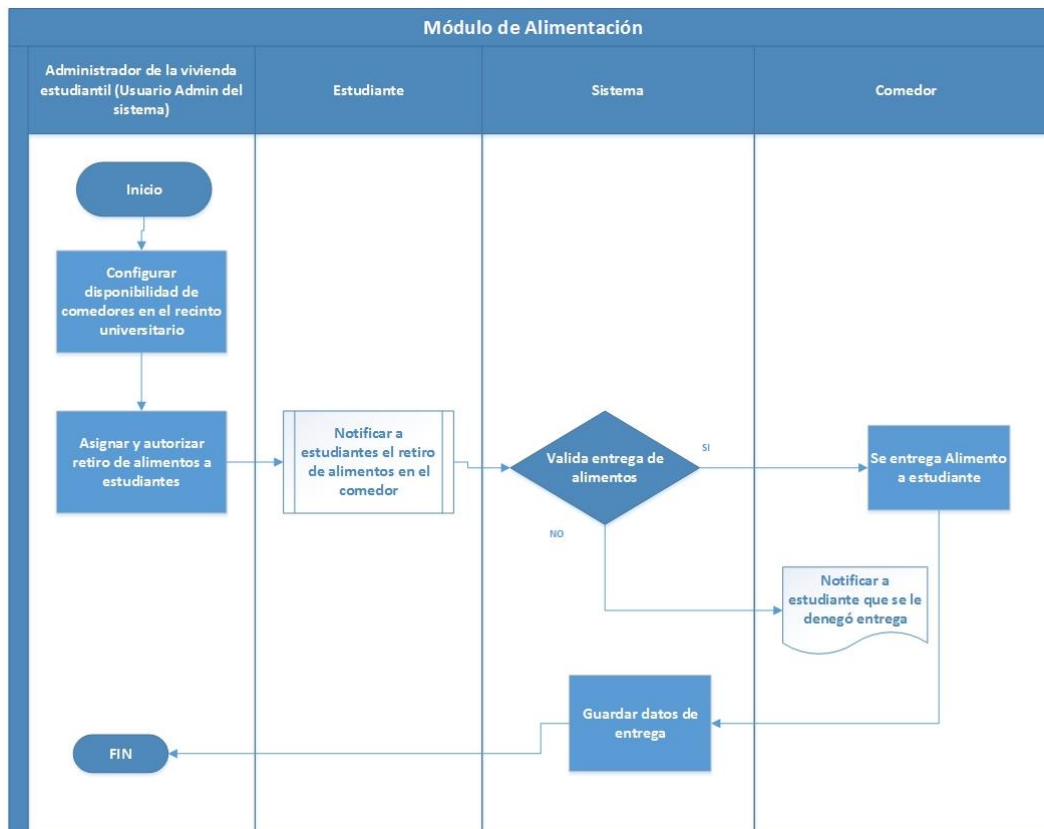 Módulo de Alimentación
Administrador de la vivienda
estudiantil (Usuario Admin del
sistema)
Estudiante
Sistema
Comedor
Inicio
Configurar
disponibilidad de
comedores en el recinto
universitario
Asignar y autorizar
retiro de alimentos a
estudiantes
Notificar a
estudiantes el retiro
de alimentos en el
comedor
Valida entrega de
alimentos
SI
Se entrega Alimento
a estudiante
NO
Notificar a
estudiante que se le
denegó entrega
Guardar datos de
entrega
FIN